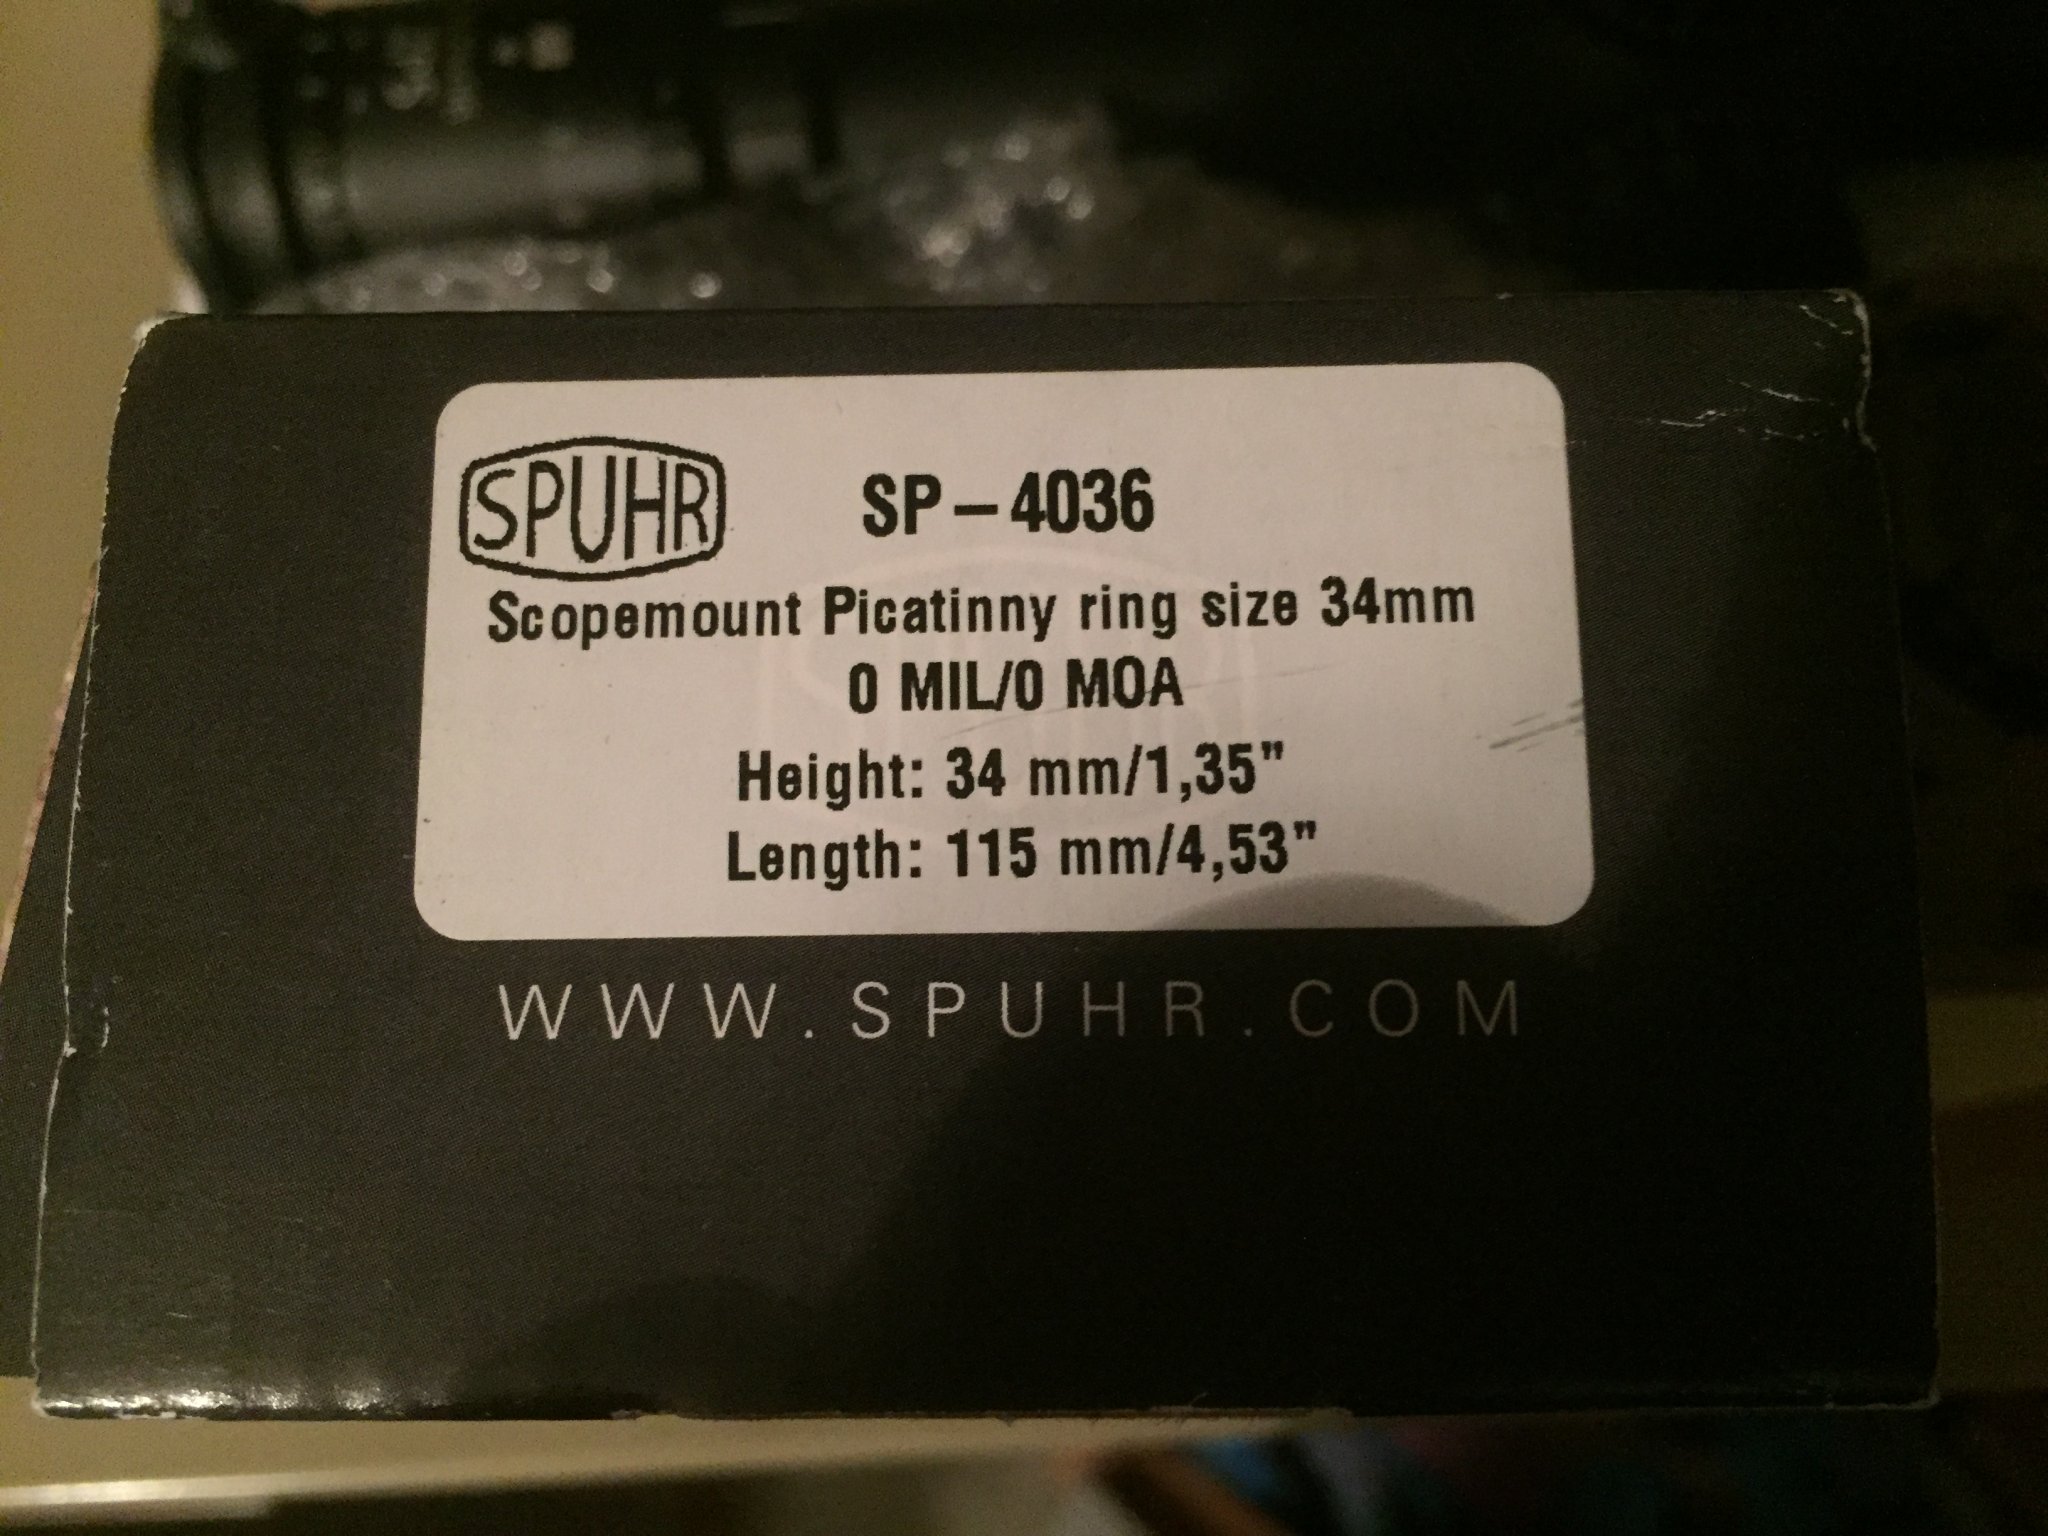 SPUHR
SP-4036
Scopemount Picatinny ring size 34mm
0 MIL/0 MOA
Height: 34 mm/1,35"
Length: 115 mm/4,53"
WWW.SPUHR.COM